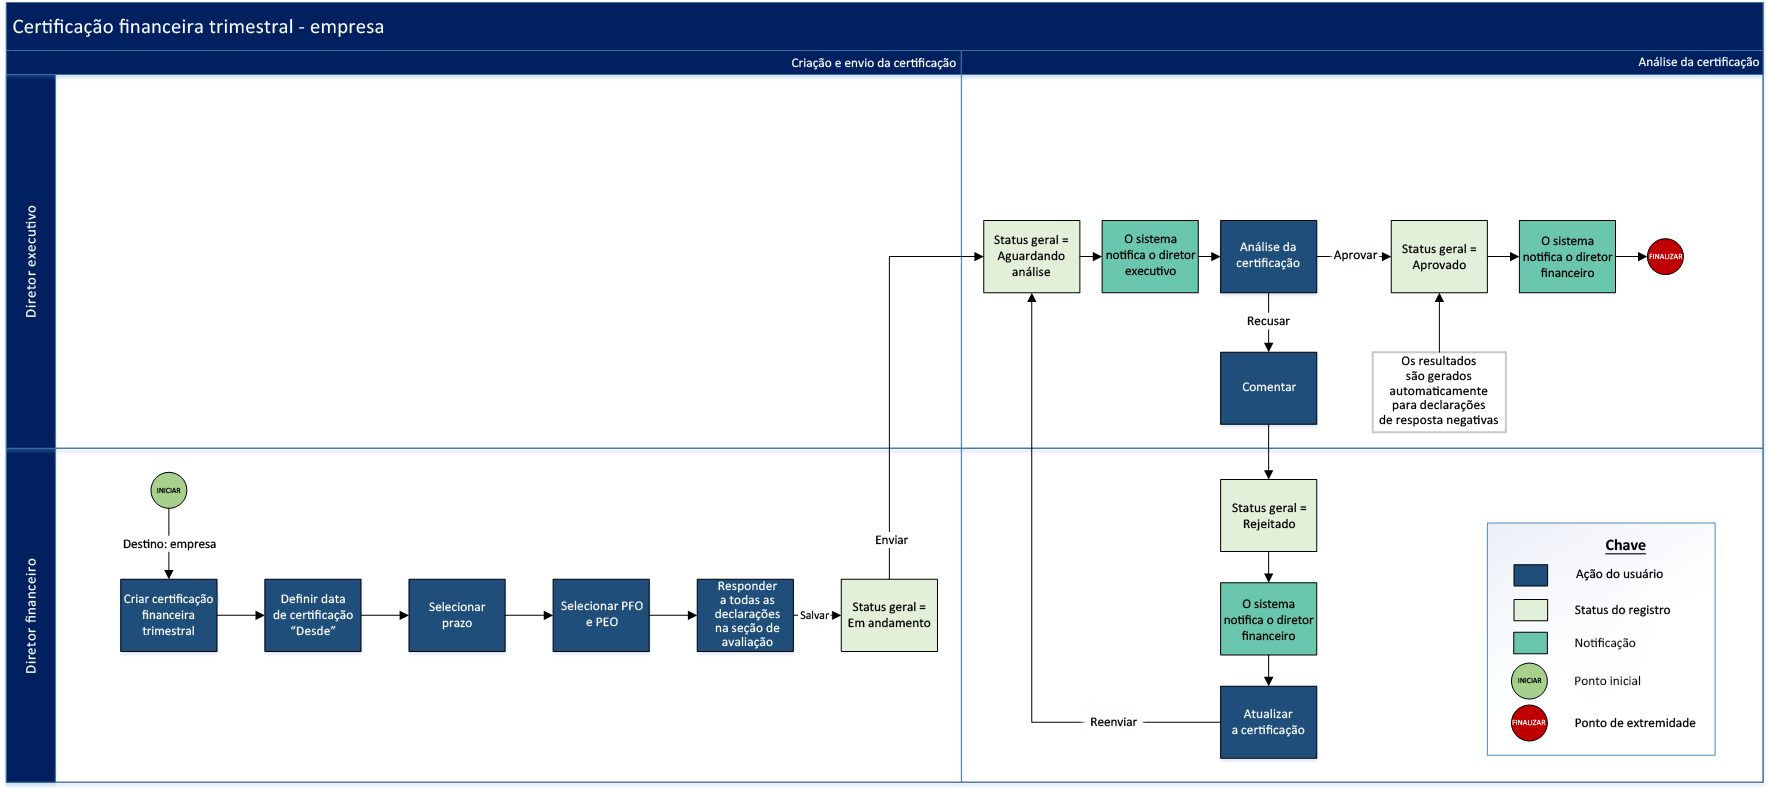 Certificação financeira trimestral - empresa
Criação e envio da certificação
Análise da certificação
Diretor executivo
Status geral =
Aguardando
análise
O sistema
notifica o diretor
executivo
Análise da
certificação
Aprovar
Status geral =
Aprovado
O sistema
notifica o diretor
financeiro
FINALIZAR
Recusar
Comentar
Os resultados
são gerados
automaticamente
para declarações
de resposta negativas
Diretor financeiro
INICIAR
Destino: empresa
Criar certificação
financeira
trimestral
Definir data
de certificação
“Desde”
Selecionar
prazo
Selecionar PFO
e PEO
Responder
a todas as
declarações
na seção de
avaliação
Salvar
Status geral =
Em andamento
Enviar
Status geral =
Rejeitado
O sistema
notifica o diretor
financeiro
Atualizar
a certificação
Reenviar
Chave
Ação do usuário
Status do registro
Notificação
INICIAR
Ponto inicial
FINALIZAR
Ponto de extremidade